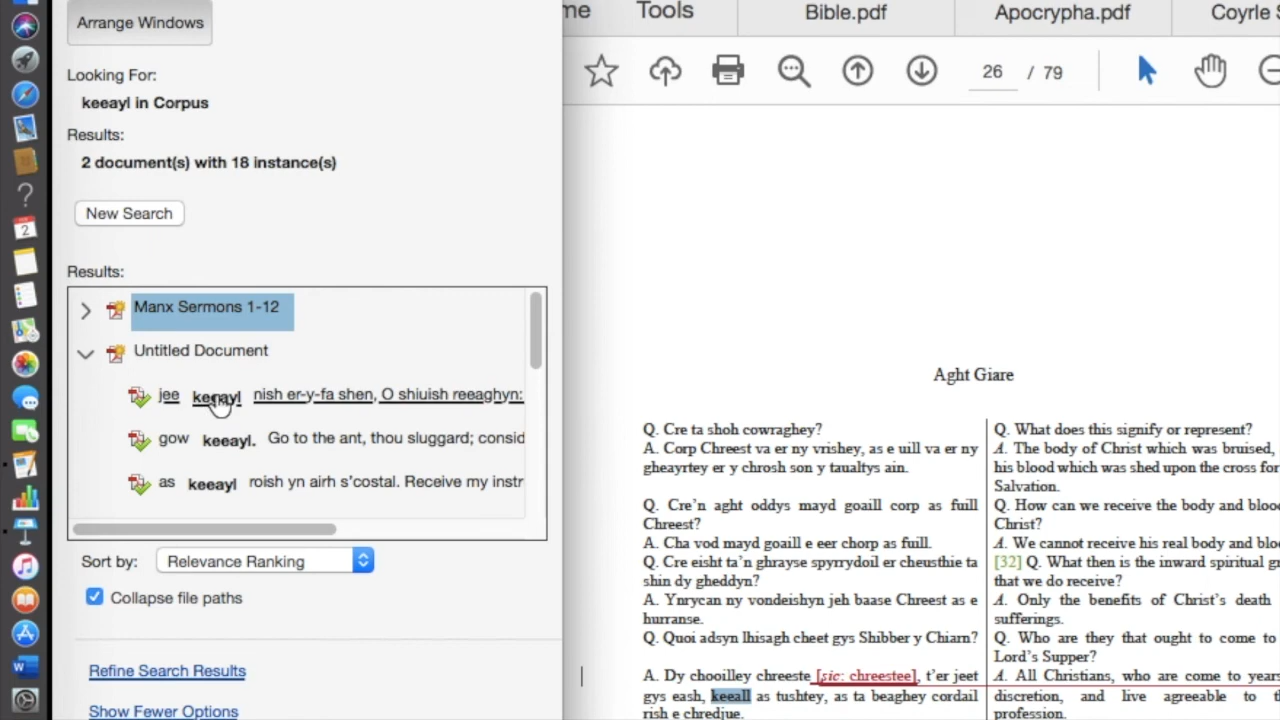 me
Tools
Bible.pdf
Apocrypha.pdf
Coyrle
Arrange Windows
26 / 79
Looking For:
keeayl in Corpus
Results:
2 document(s) with 18 instance(s)
New Search
Results:
Manx Sermons 1-12
Untitled Document
jee keeayl nish er-y-fa shen, O shiuish reeaghyn:
gow keeayl. Go to the ant, thou sluggard; consid
as keeayl roish yn airh s'costal. Receive my instr
Sort by: Relevance Ranking
Collapse file paths
Refine Search Results
Show Fewer Options
Aght Giare
Q. Cre ta shoh cowraghey?
A. Corp Chreest va er ny vrishey, as e uill va er ny
gheayrtey er y chrosh son y taualtys ain.
Q. Cre'n aght oddys mayd goaill corp as fuill
Chreest?
A. Cha vod mayd goaill e eer chorp as fuill.
Q. Cre eisht ta'n ghrayse spyrrydoil er cheusthie ta
shin dy gheddyn?
A. Ynrycan ny vondeishyn jeh baase Chreest as e
hurranse.
Q. Quoi adsyn lhisagh cheet gys Shibber y Chiarn?
A. Dy chooilley chreeste [sic: chreestee], t'er jeet
gys eash, keeall as tushtey, as ta beaghey cordail
rish e chredjue.
Q. What does this signify or represent?
A. The body of Christ which was bruised,
his blood which was shed upon the cross for
Salvation.
Q. How can we receive the body and bloo
Christ?
A. We cannot receive his real body and blo
[32] Q. What then is the inward spiritual gr
that we do receive?
A. Only the benefits of Christ's death
sufferings.
Q. Who are they that ought to come to
Lord's Supper?
A. All Christians, who are come to years
discretion, and live agreeable to t
profession.